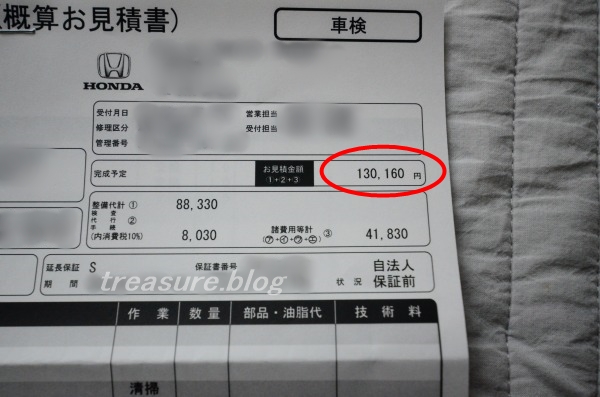 概算お見積書)
車検
HONDA
受付月日
営業担当
修理区分
受付担当
管理番号
完成予定
お見積金額
①+②+③
130,160 円
整備代計 ①
88,330
検査
代行 ②
手続
(内消費税10%)
8,030
諸費用等計 ③
(㋐+㋑+㋒+㋓)
41,830
延長保証 S
期間
保証書番号
状況
自法人
保証前
treasure.blog
作業
数量
部品・油脂代
技術料
清掃